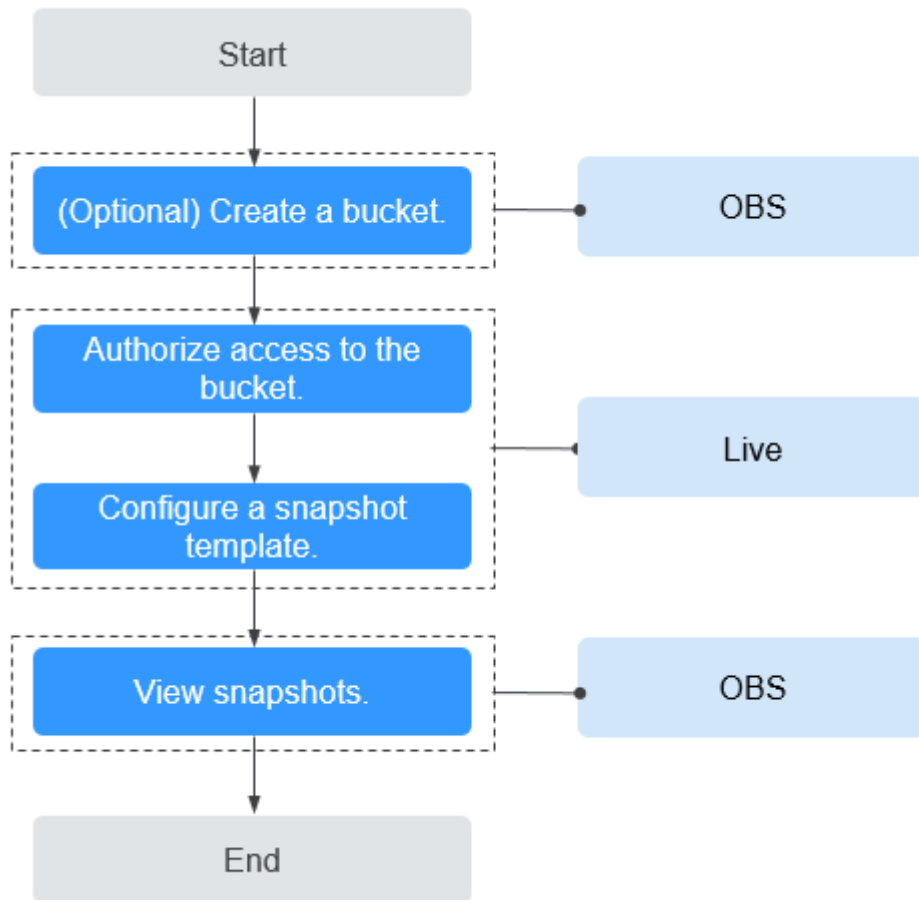 Start
(Optional) Create a bucket.
OBS
Authorize access to the
bucket.
Live
Configure a snapshot
template.
View snapshots.
OBS
End